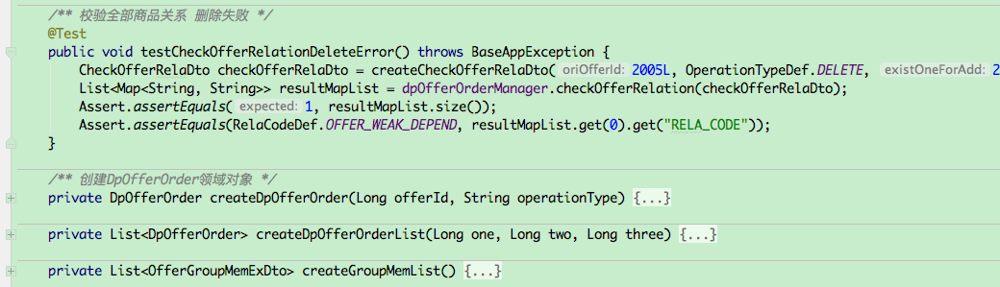 /** 校验全部商品关系 删除失败 */
@Test
public void testCheckOfferRelationDeleteError() throws BaseAppException {
CheckOfferRelaDto checkOfferRelaDto = createCheckOfferRelaDto( oriOfferId: 2005L, OperationTypeDef.DELETE, existOneForAdd: 2
List<Map<String, String>> resultMapList = dpOfferOrderManager.checkOfferRelation(checkOfferRelaDto);
Assert.assertEquals( expected: 1, resultMapList.size());
Assert.assertEquals(RelaCodeDef.OFFER_WEAK_DEPEND, resultMapList.get(0).get("RELA_CODE"));
}
/** 创建DpOfferOrder领域对象 */
private DpOfferOrder createDpOfferOrder(Long offerId, String operationType) {...}
private List<DpOfferOrder> createDpOfferOrderList(Long one, Long two, Long three) {...}
private List<OfferGroupMemExDto> createGroupMemList() {...}